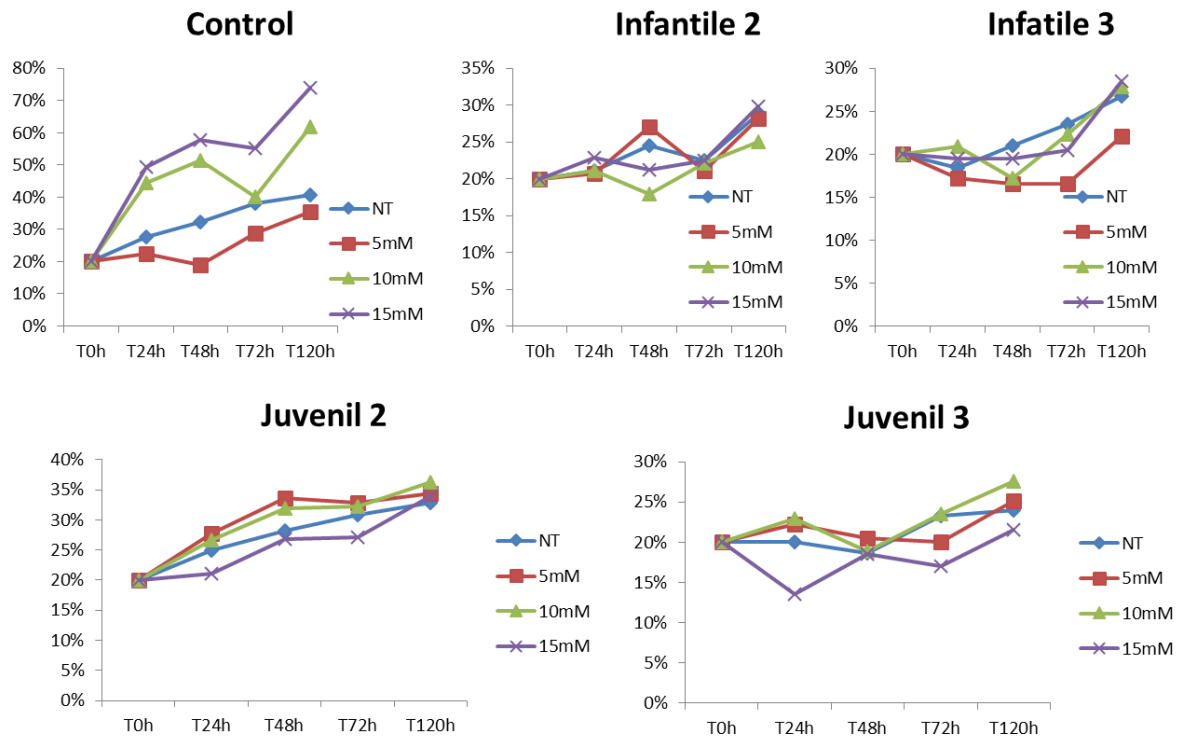 Control
80%
70%
60%
50%
40%
30%
20%
10%
0%
T0h T24h T48h T72h T120h
NT
5mM
10mM
15mM
Infantile 2
35%
30%
25%
20%
15%
10%
5%
0%
T0h T24h T48h T72h T120h
NT
5mM
10mM
15mM
Infatile 3
30%
25%
20%
15%
10%
5%
0%
T0h T24h T48h T72h T120h
NT
5mM
10mM
15mM
Juvenil 2
40%
35%
30%
25%
20%
15%
10%
5%
0%
T0h T24h T48h T72h T120h
NT
5mM
10mM
15mM
Juvenil 3
30%
25%
20%
15%
10%
5%
0%
T0h T24h T48h T72h T120h
NT
5mM
10mM
15mM